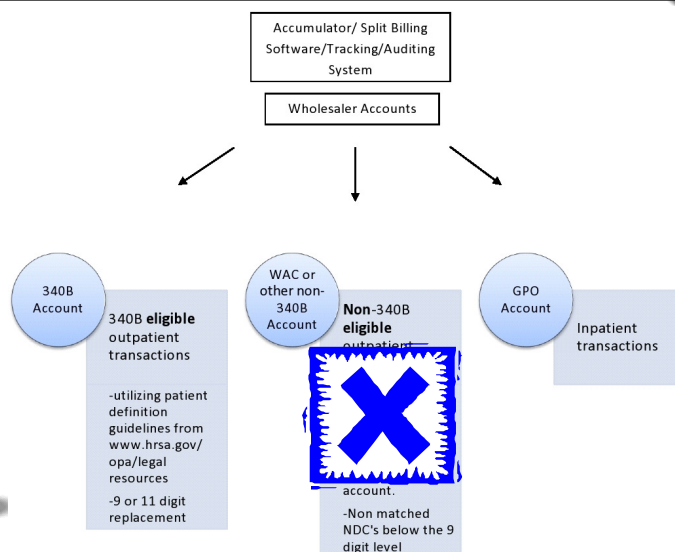 Accumulator/ Split Billing
Software/Tracking/Auditing
System
Wholesaler Accounts
340B
Account
340B eligible
outpatient
transactions
-utilizing patient
definition
guidelines from
www.hrsa.gov/
opa/legal
resources
-9 or 11 digit
replacement
WAC or
other non-
340B
Account
Non-340B
eligible
outpatient
account.
-Non matched
NDC's below the 9
digit level
GPO
Account
Inpatient
transactions